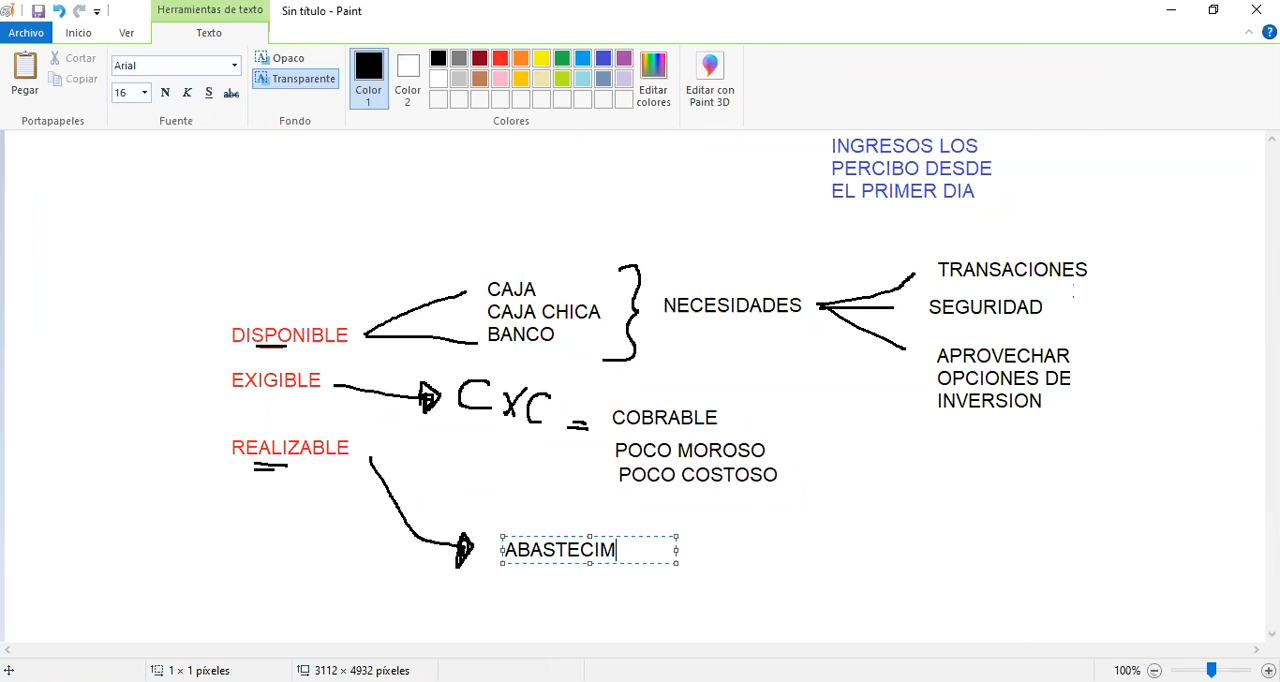 Herramientas de texto
Sin título - Paint
Archivo
Inicio
Ver
Texto
Pegar
Cortar
Copiar
Portapapeles
Arial
16
N K S abc
Fuente
Opaco
Transparente
Fondo
Color 1
Color 2
Editar colores
Colores
Editar con Paint 3D
INGRESOS LOS
PERCIBO DESDE
EL PRIMER DIA
DISPONIBLE
CAJA
CAJA CHICA
BANCO
NECESIDADES
TRANSACIONES
SEGURIDAD
APROVECHAR
OPCIONES DE
INVERSION
EXIGIBLE
CXC =
COBRABLE
POCO MOROSO
POCO COSTOSO
REALIZABLE
ABASTECIM
1 × 1 píxeles
3112 × 4932 píxeles
100%